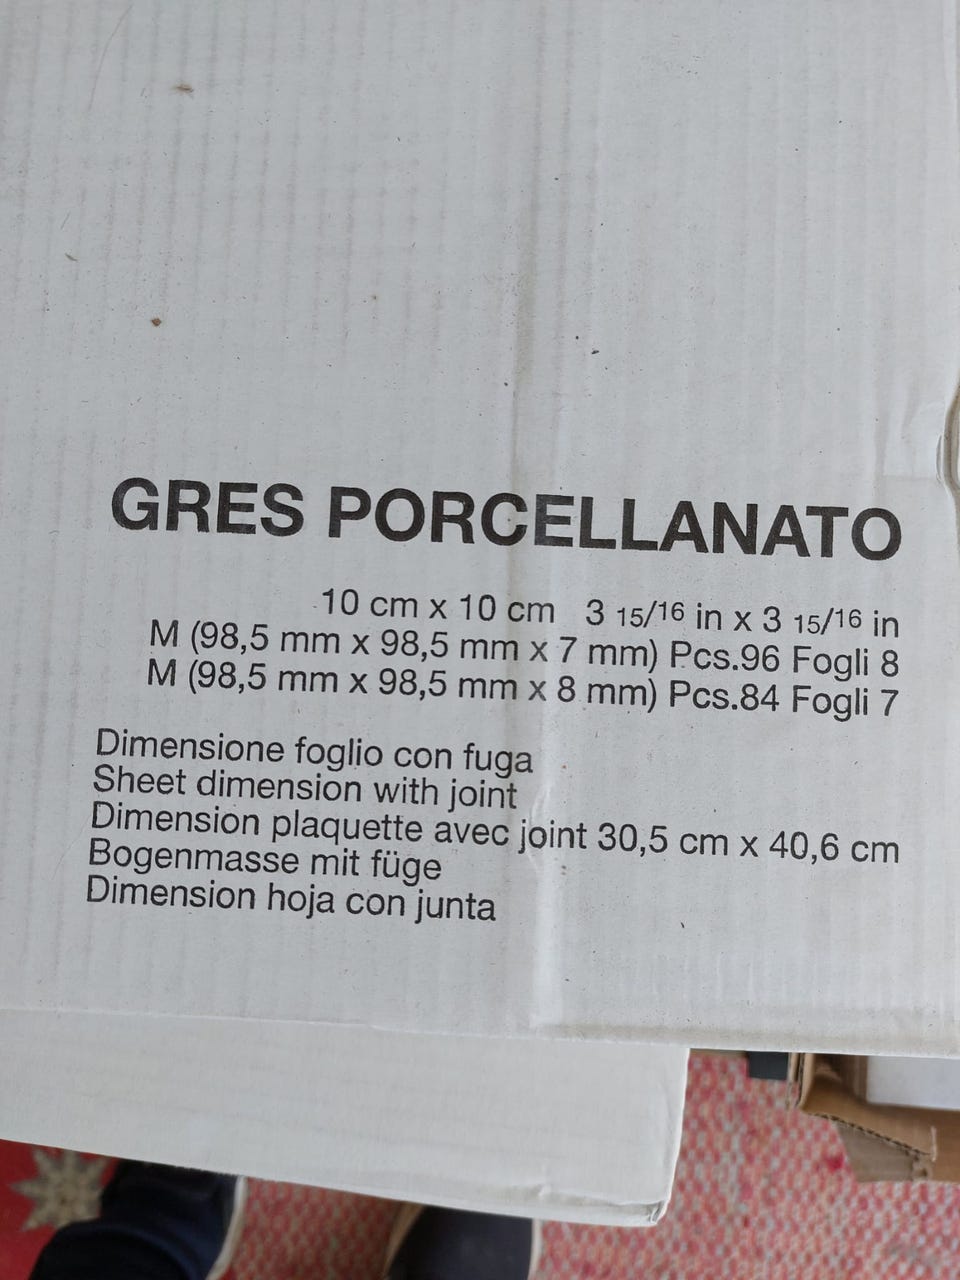 GRES PORCELLANATO
10 cm x 10 cm 3 15/16 in x 3 15/16 in
M (98,5 mm x 98,5 mm x 7 mm) Pcs.96 Fogli 8
M (98,5 mm x 98,5 mm x 8 mm) Pcs.84 Fogli 7
Dimensione foglio con fuga
Sheet dimension with joint
Dimension plaquette avec joint 30,5 cm x 40,6 cm
Bogenmasse mit füge
Dimension hoja con junta